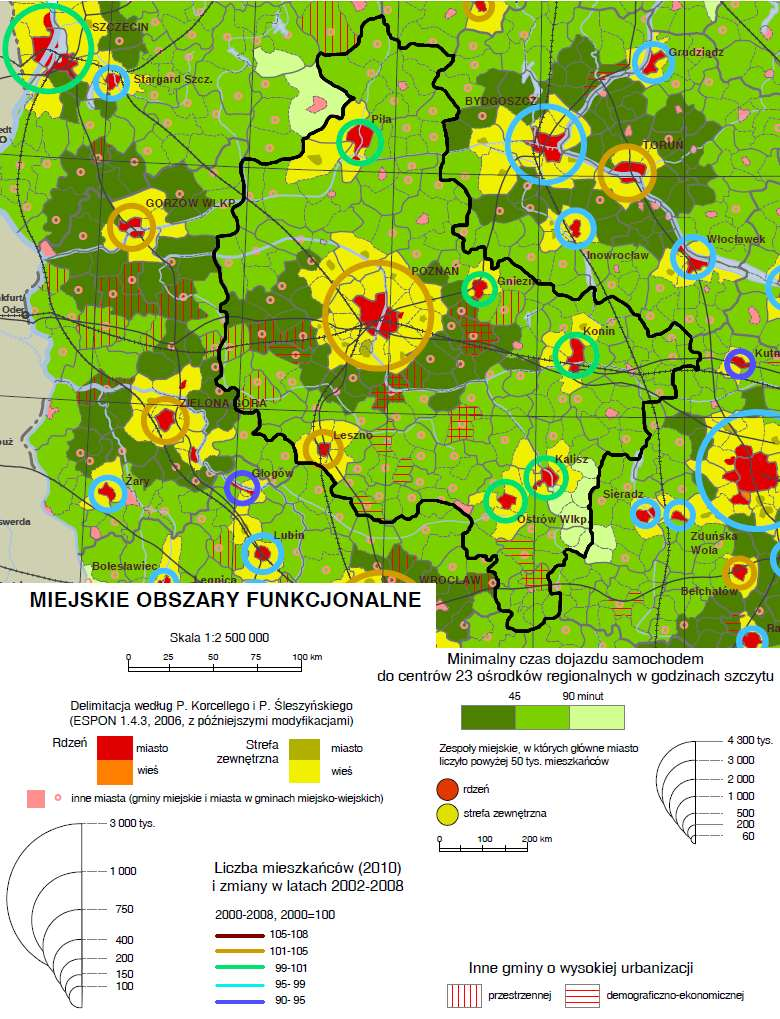 SZCZECIN
Stargard Szcz.
Grudziądz
BYDGOSZCZ
Piła
TORUŃ
GORZÓW WLKP.
Włocławek
Inowrocław
POZNAŃ
Gniezno
Konin
ZIELONA GÓRA
Leszno
Głogów
Kalisz
Żary
Sieradz
Ostrów Wlkp.
Lubin
Zduńska
Wola
Bolesławiec
Legnica
WROCŁAW
Bełchatów
MIEJSKIE OBSZARY FUNKCJONALNE
Skala 1:2 500 000
0 25 50 75 100 km
Minimalny czas dojazdu samochodem
do centrów 23 ośrodków regionalnych w godzinach szczytu
45 90 minut
Delimitacja według P. Korcellego i P. Śleszyńskiego
(ESPON 1.4.3, 2006, z późniejszymi modyfikacjami)
Rdzeń
miasto
wieś
Strefa
zewnętrzna
miasto
wieś
inne miasta (gminy miejskie i miasta w gminach miejsko-wiejskich)
Zespoły miejskie, w których główne miasto
liczyło powyżej 50 tys. mieszkańców
rdzeń
strefa zewnętrzna
0 100 200 km
4 300 tys.
3 000
2 000
1 000
500
200
60
3 000 tys.
1 000
750
400
200
150
100
Liczba mieszkańców (2010)
i zmiany w latach 2002-2008
2000-2008, 2000=100
105-108
101-105
99-101
95- 99
90- 95
Inne gminy o wysokiej urbanizacji
przestrzennej
demograficzno-ekonomicznej